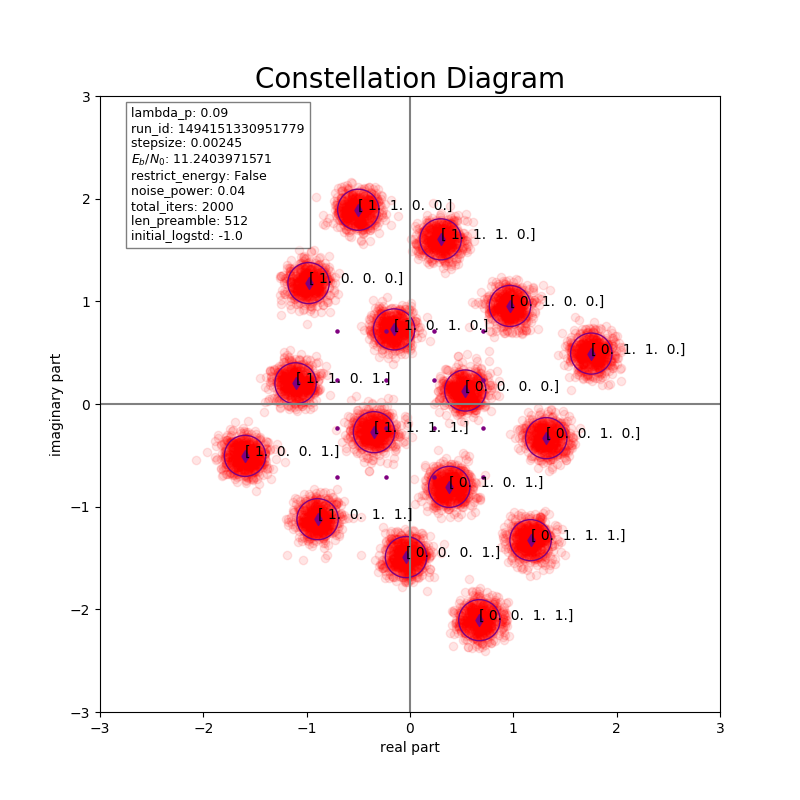 Constellation Diagram
lambda_p: 0.09
run_id: 1494151330951779
stepsize: 0.00245
E_b/N_0: 11.2403971571
restrict_energy: False
noise_power: 0.04
total_iters: 2000
len_preamble: 512
initial_logstd: -1.0
[ 1. 1. 0. 0.]
[ 1. 1. 1. 0.]
[ 1. 0. 0. 0.]
[ 0. 1. 0. 0.]
[ 1. 0. 1. 0.]
[ 0. 1. 1. 0.]
[ 1. 1. 0. 1.]
[ 0. 0. 0. 0.]
[ 1. 1. 1. 1.]
[ 0. 0. 1. 0.]
[ 1. 0. 0. 1.]
[ 0. 1. 0. 1.]
[ 1. 0. 1. 1.]
[ 0. 1. 1. 1.]
[ 0. 0. 0. 1.]
[ 0. 0. 1. 1.]
3
2
1
0
−1
−2
−3
imaginary part
−3 −2 −1 0 1 2 3
real part